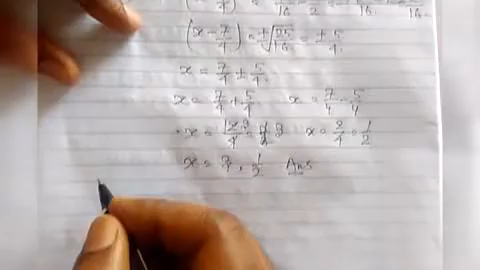 (x - 7/4) = ±√25/16 = ±5/4.
x = 7/4 ± 5/4.
x = 7/4 + 5/4 x = 7/4 - 5/4
x = 12/4 = 3 x = 2/4 = 1/2
x = 3, 1/2 Ans